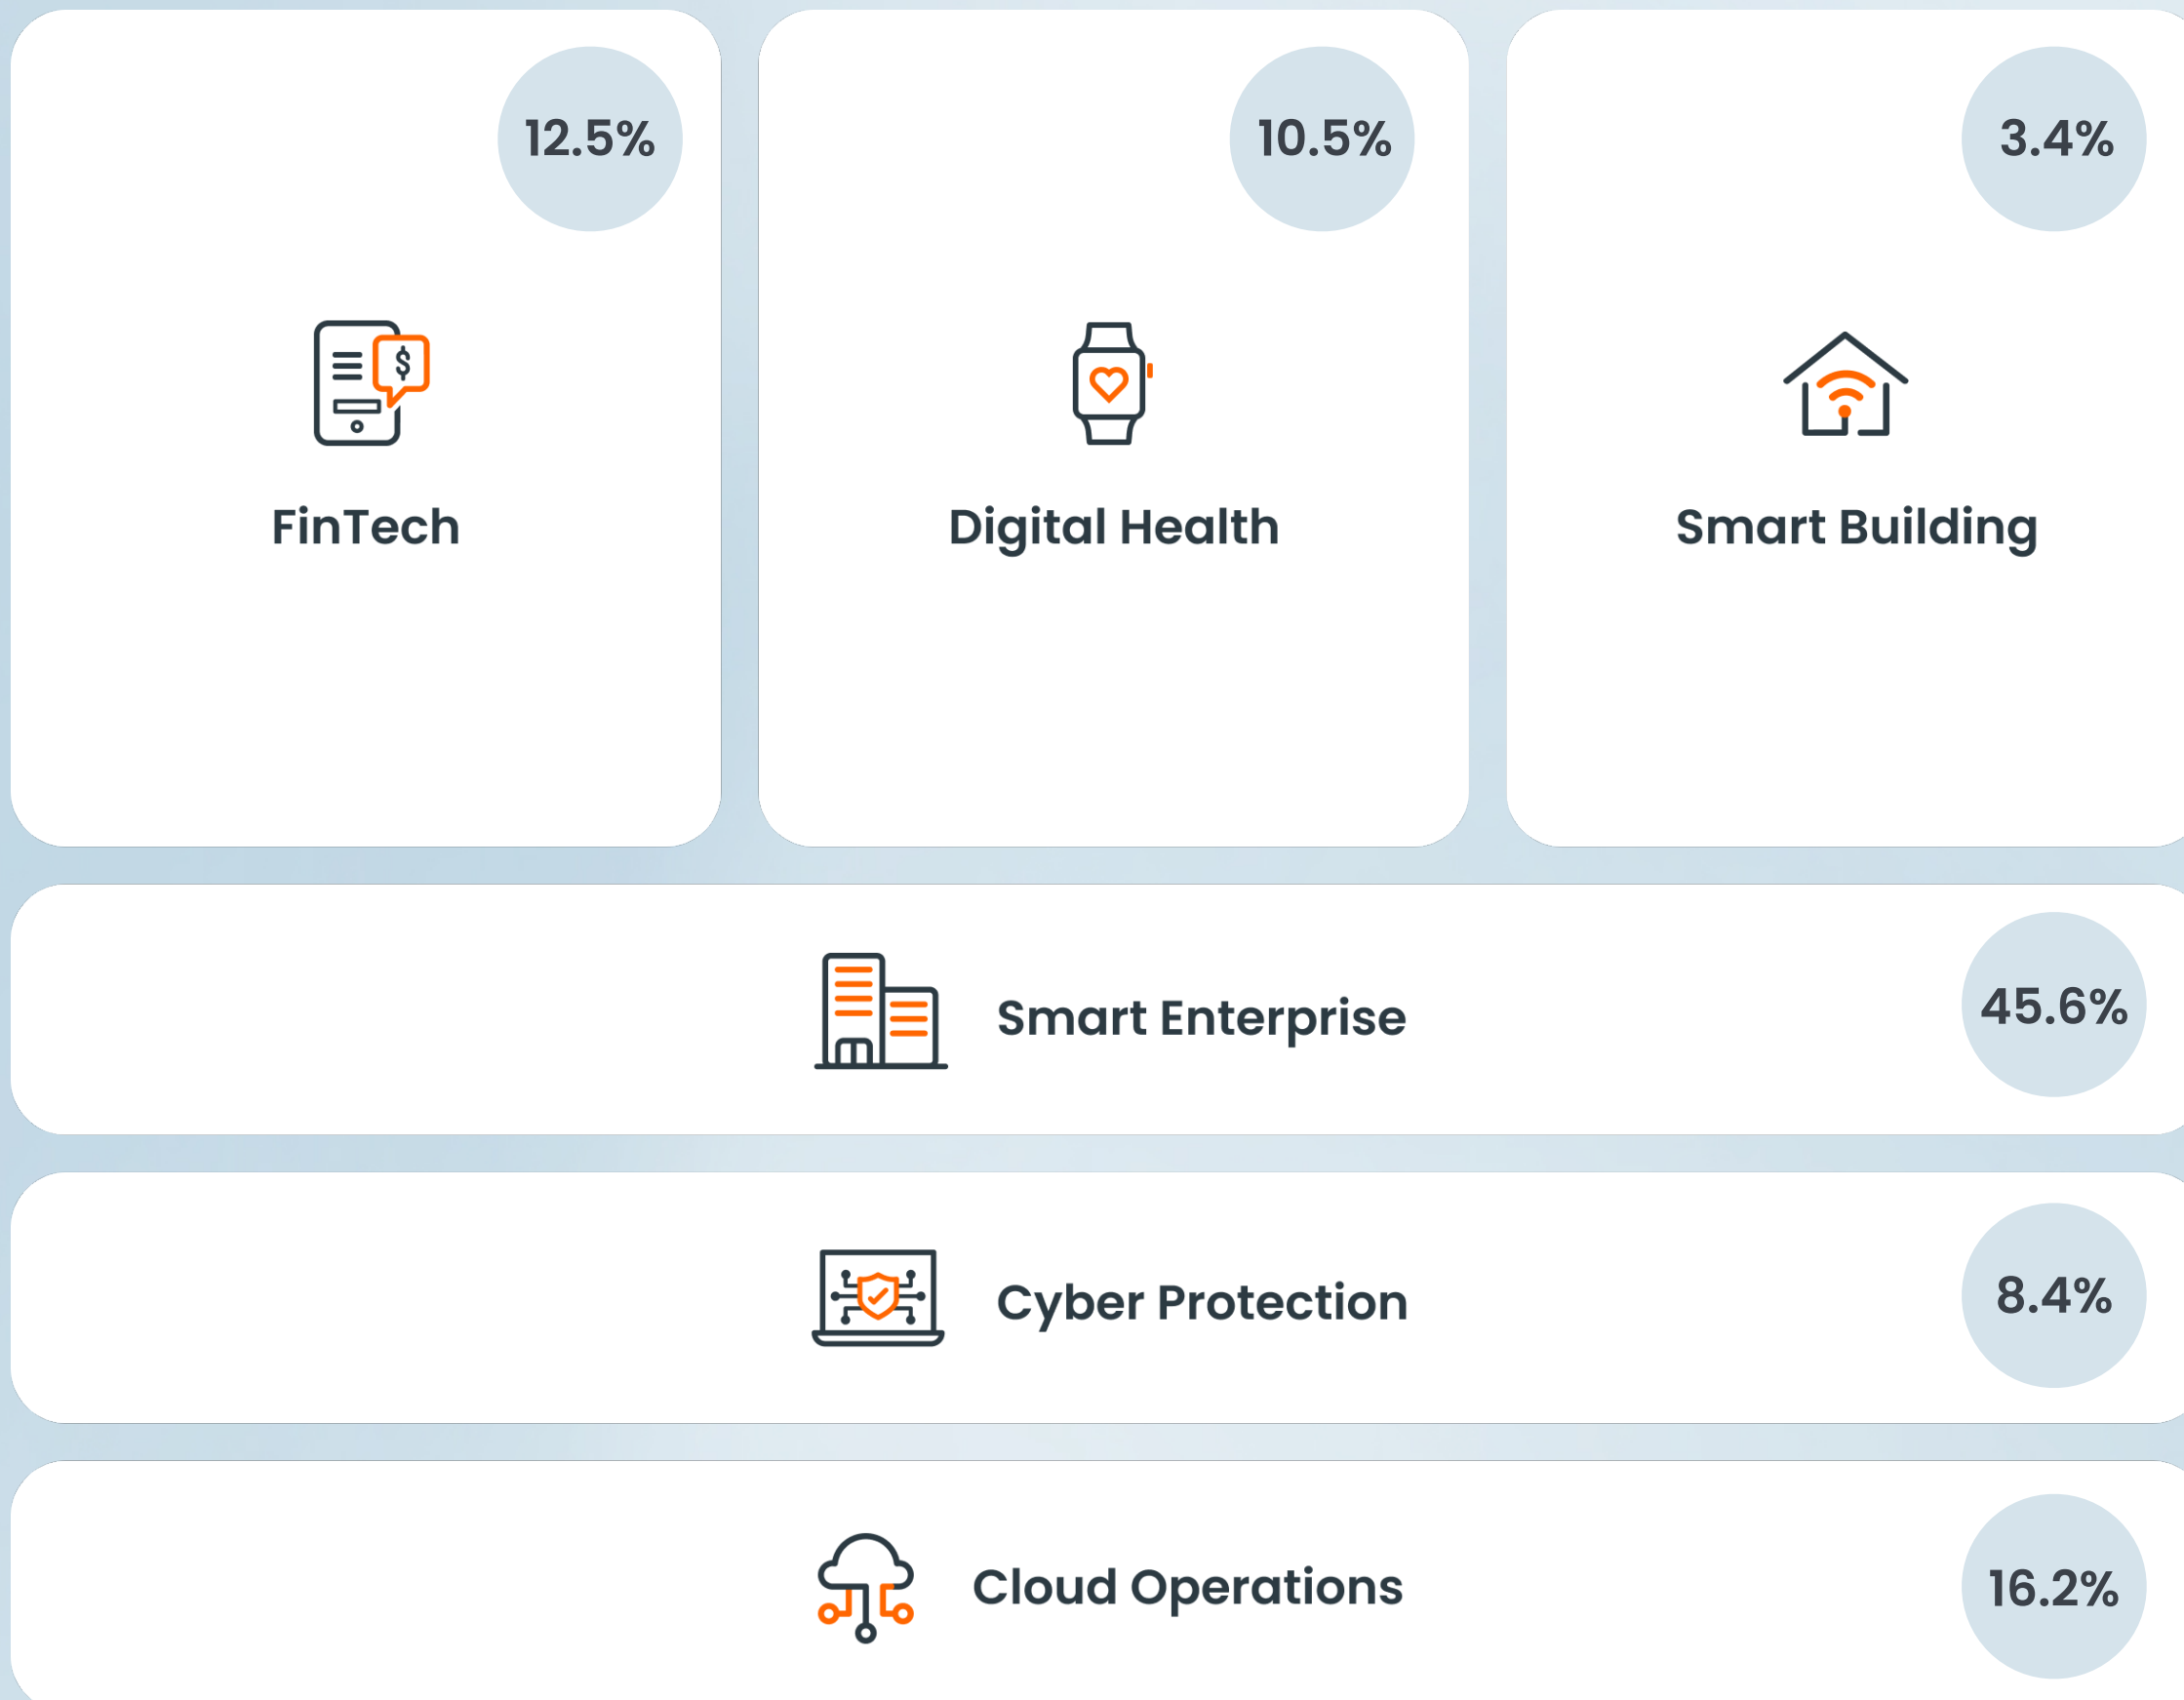 12.5%
FinTech
10.5%
Digital Health
3.4%
Smart Building
Smart Enterprise
45.6%
Cyber Protection
8.4%
Cloud Operations
16.2%